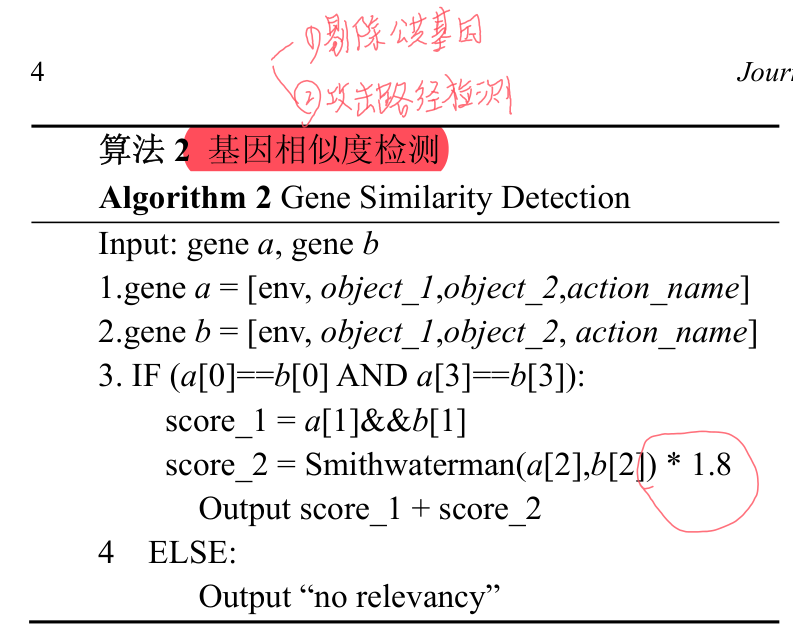 ①剔除公共基因
4
Jour
②攻击路径检测
算法 2 基因相似度检测
Algorithm 2 Gene Similarity Detection
Input: gene a, gene b
1.gene a = [env, object_1,object_2,action_name]
2.gene b = [env, object_1,object_2, action_name]
3. IF (a[0]==b[0] AND a[3]==b[3]):
score_1 = a[1]&&b[1]
score_2 = Smithwaterman(a[2],b[2]) * 1.8
Output score_1 + score_2
4 ELSE:
Output “no relevancy”